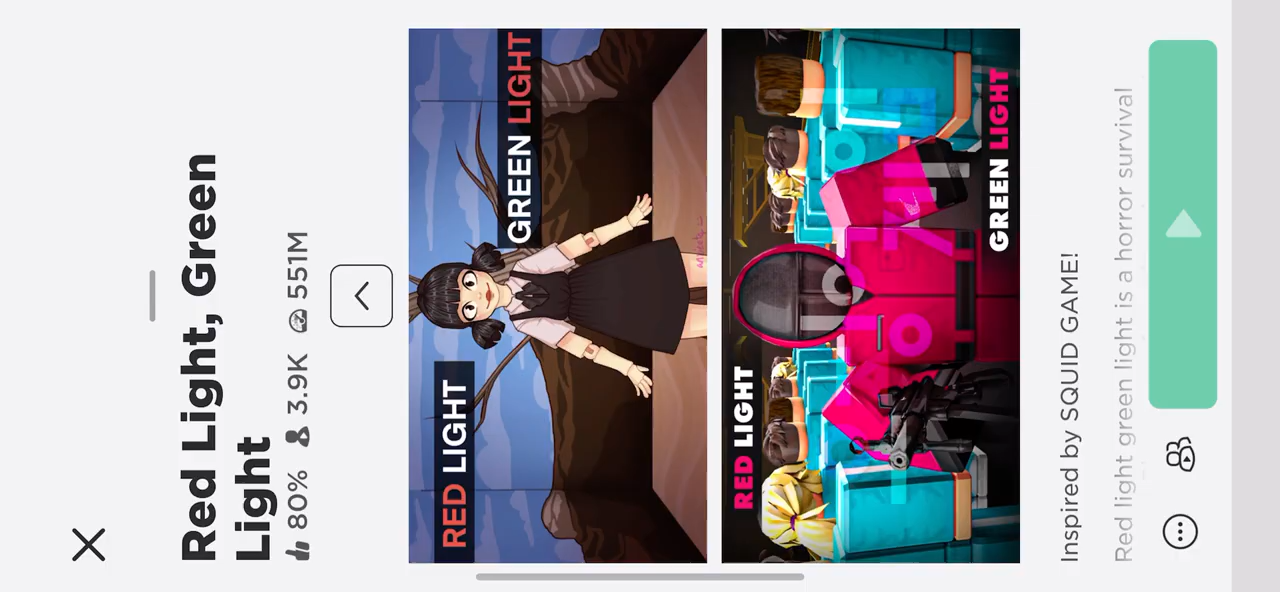 Red Light, Green
Light
80% 3.9K 551M
RED LIGHT
GREEN LIGHT
RED LIGHT
GREEN LIGHT
Inspired by SQUID GAME!
Red light green light is a horror survival